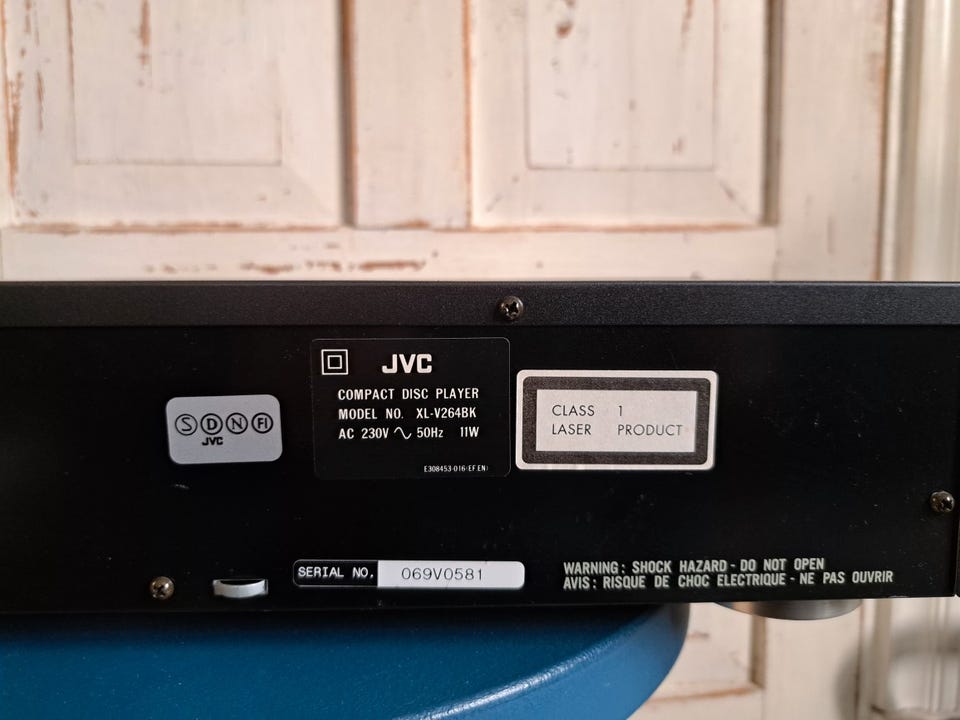 S D N FI
JVC
JVC
COMPACT DISC PLAYER
MODEL NO. XL-V264BK
AC 230V ∿ 50Hz 11W
E308453-016(EF.EN)
CLASS 1
LASER PRODUCT
SERIAL NO. 069V0581
WARNING : SHOCK HAZARD - DO NOT OPEN
AVIS : RISQUE DE CHOC ELECTRIQUE - NE PAS OUVRIR